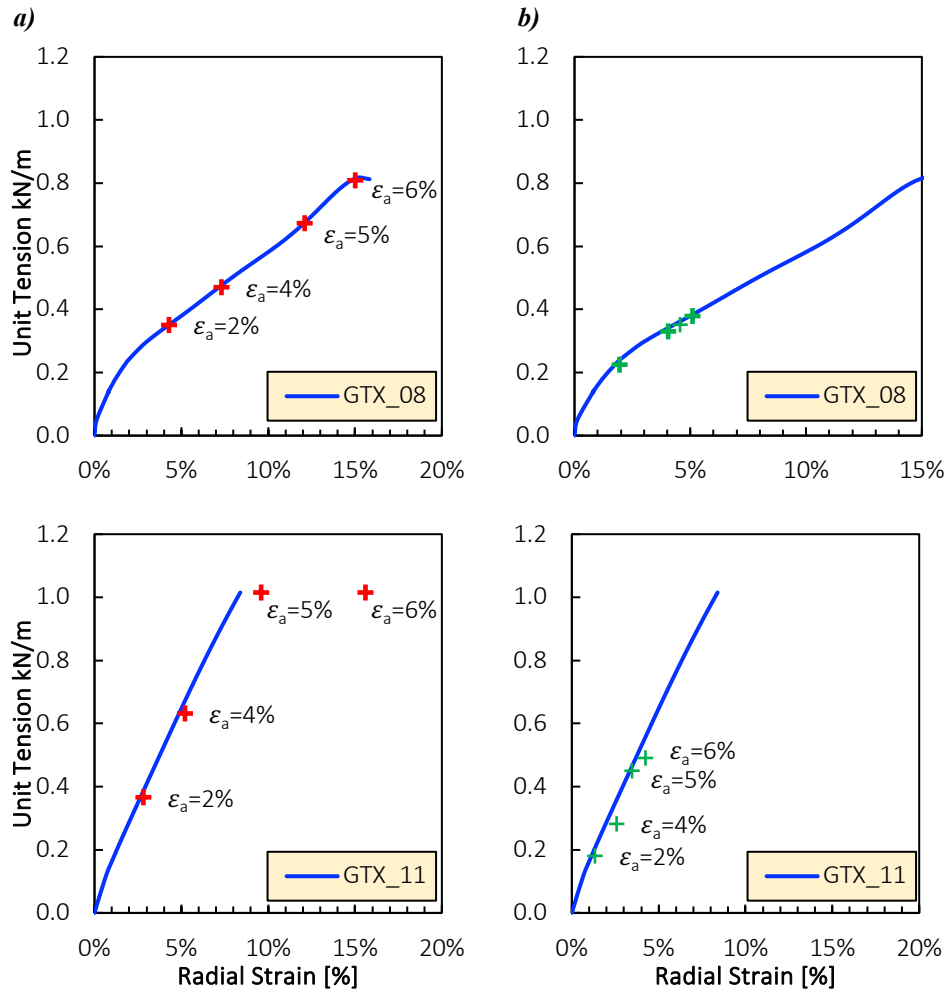 a)
b)
Unit Tension kN/m
1.2
1.0
0.8
0.6
0.4
0.2
0.0
εa=6%
εa=5%
εa=4%
εa=2%
GTX_08
0% 5% 10% 15% 20%
1.2
1.0
0.8
0.6
0.4
0.2
0.0
GTX_08
0% 5% 10% 15%
Unit Tension kN/m
1.2
1.0
0.8
0.6
0.4
0.2
0.0
εa=5% εa=6%
εa=4%
εa=2%
GTX_11
0% 5% 10% 15% 20%
Radial Strain [%]
1.2
1.0
0.8
0.6
0.4
0.2
0.0
εa=6%
εa=5%
εa=4%
εa=2%
GTX_11
0% 5% 10% 15% 20%
Radial Strain [%]